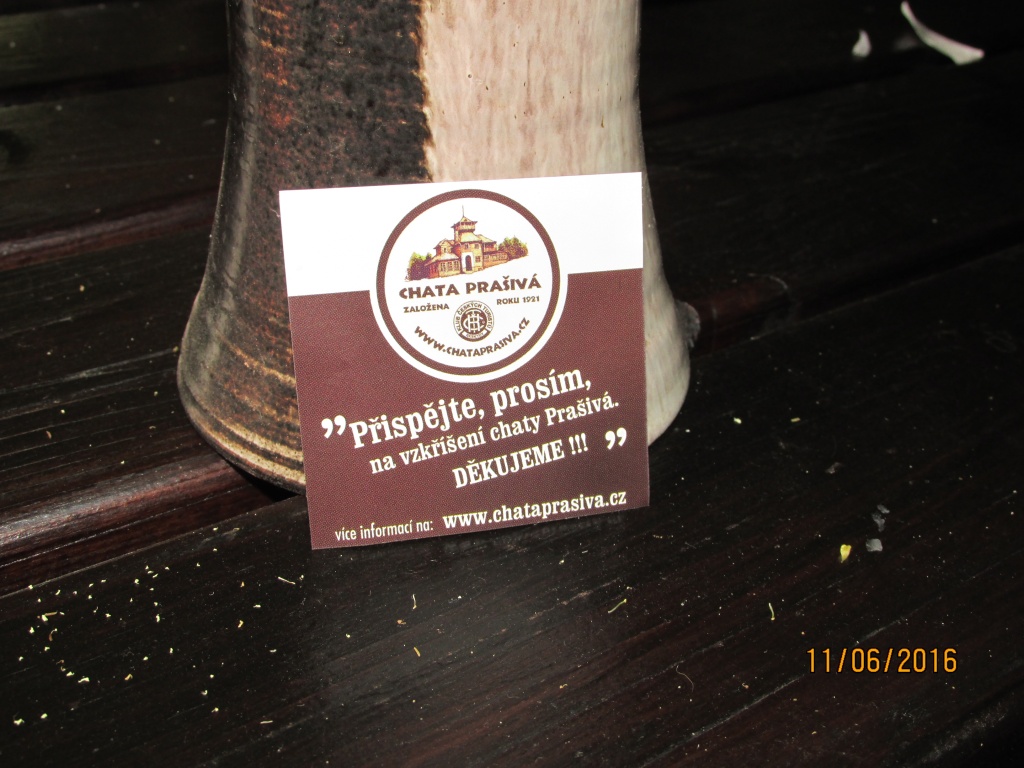 CHATA PRAŠIVÁ
ZALOŽENA ROKU 1921
WWW.CHATAPRASIVA.CZ
”Přispějte, prosím,
na vzkříšení chaty Prašivá.
DĚKUJEME !!! ”
více informací na: www.chataprasiva.cz
11/06/2016